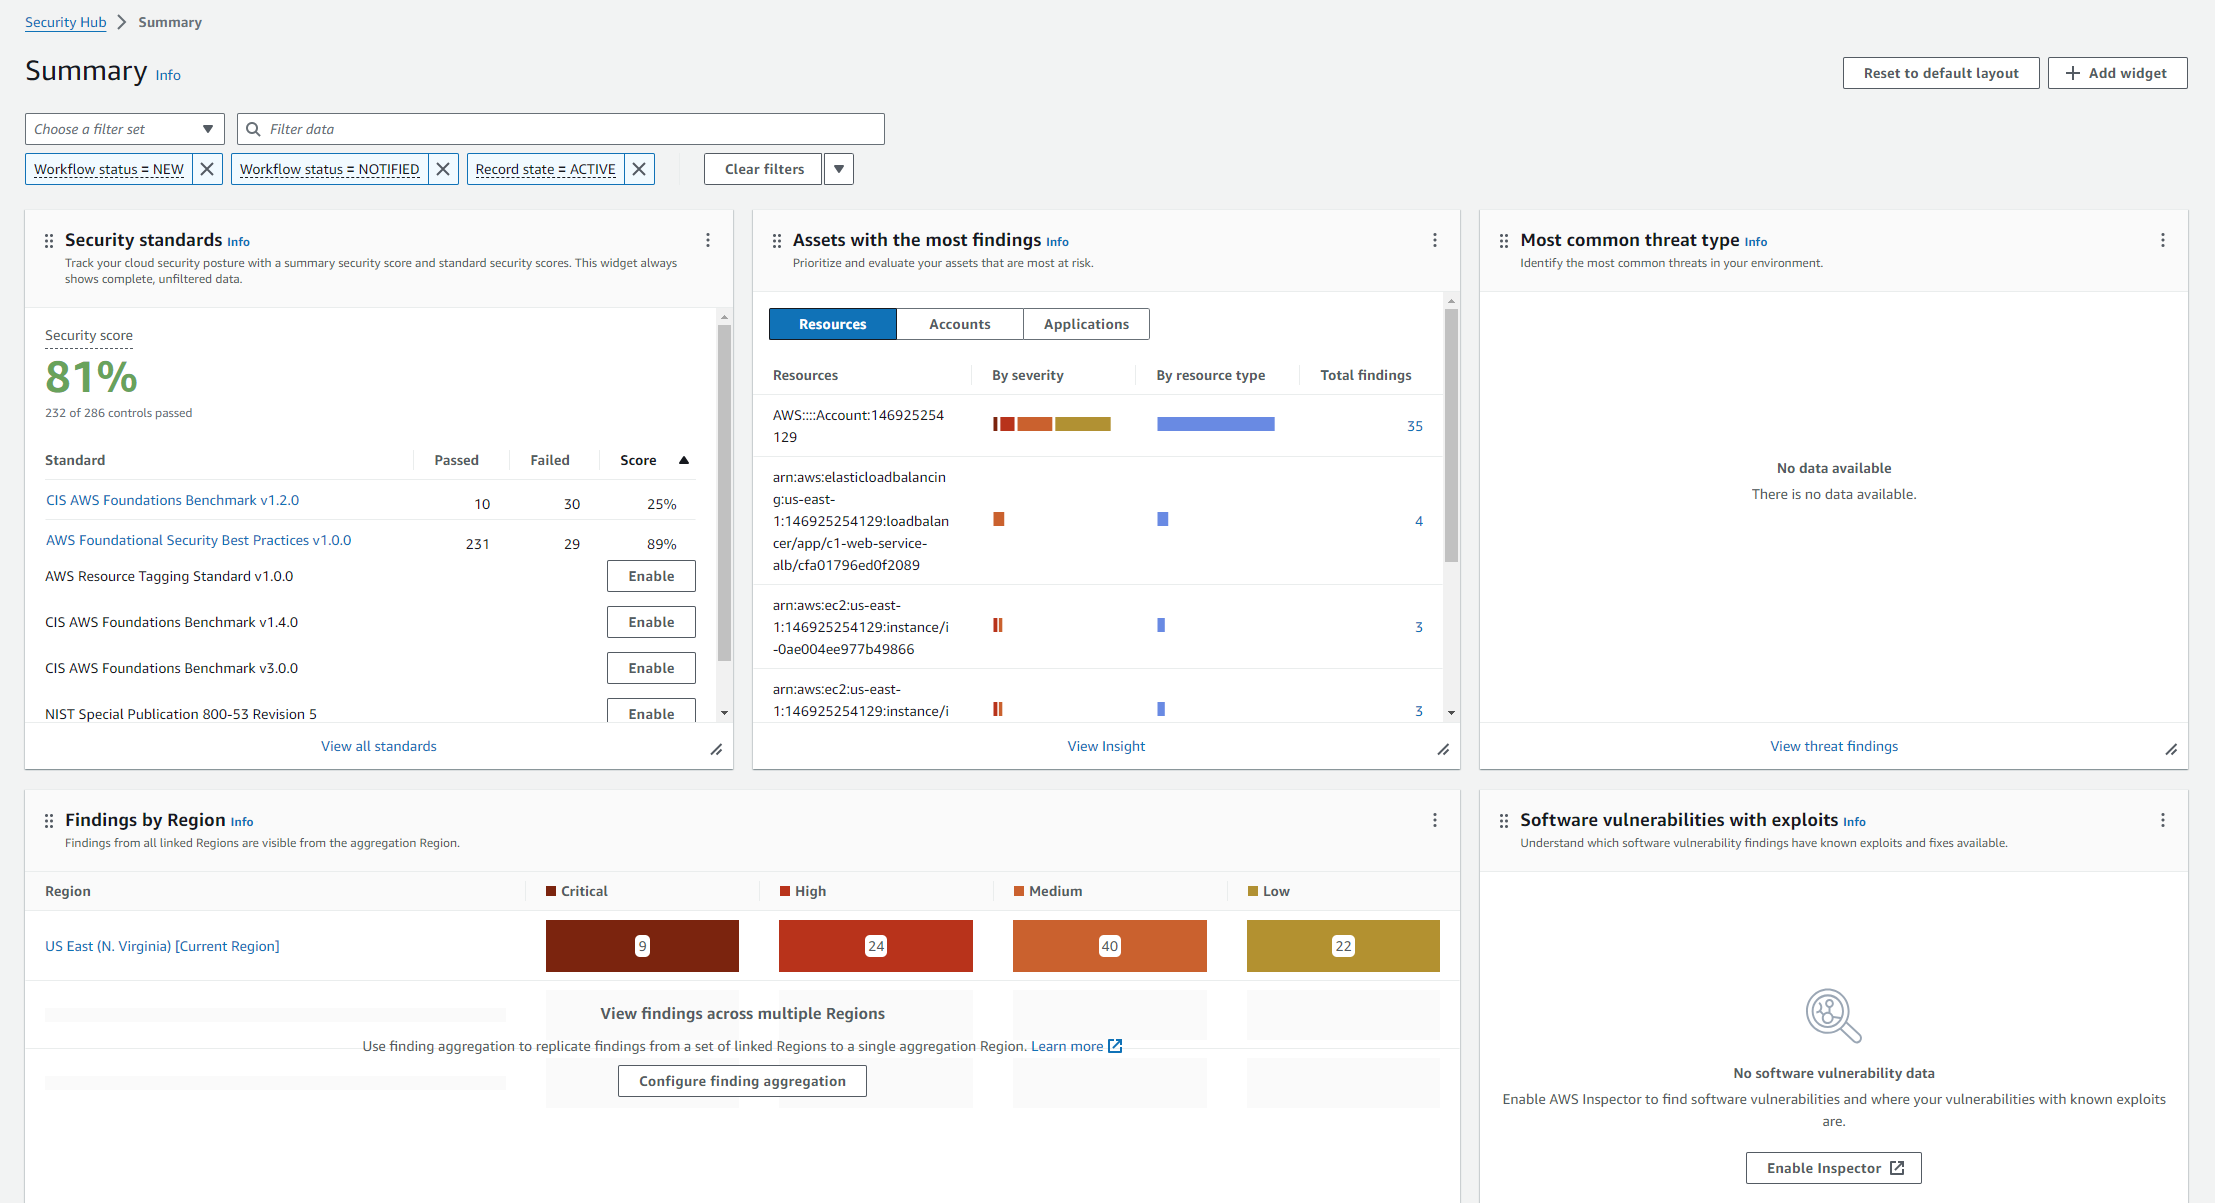 Security Hub > Summary
Summary Info
Reset to default layout
Add widget
Choose a filter set
Filter data
Workflow status = NEW
Workflow status = NOTIFIED
Record state = ACTIVE
Clear filters
Security standards Info
Track your cloud security posture with a summary security score and standard security scores. This widget always
shows complete, unfiltered data.
Security score
81%
232 of 286 controls passed
Standard Passed Failed Score
CIS AWS Foundations Benchmark v1.2.0 10 30 25%
AWS Foundational Security Best Practices v1.0.0 231 29 89%
AWS Resource Tagging Standard v1.0.0 Enable
CIS AWS Foundations Benchmark v1.4.0 Enable
CIS AWS Foundations Benchmark v3.0.0 Enable
NIST Special Publication 800-53 Revision 5 Enable
View all standards
Assets with the most findings Info
Prioritize and evaluate your assets that are most at risk.
Resources Accounts Applications
Resources By severity By resource type Total findings
AWS::::Account:146925254
129
35
arn:aws:elasticloadbalancin
g:us-east-
1:146925254129:loadbalan
cer/app/c1-web-service-
alb/cfa01796ed0f2089
4
arn:aws:ec2:us-east-
1:146925254129:instance/i
-0ae004ee977b49866
3
arn:aws:ec2:us-east-
1:146925254129:instance/i
3
View Insight
Most common threat type Info
Identify the most common threats in your environment.
No data available
There is no data available.
View threat findings
Findings by Region Info
Findings from all linked Regions are visible from the aggregation Region.
Region Critical High Medium Low
US East (N. Virginia) [Current Region] 9 24 40 22
View findings across multiple Regions
Use finding aggregation to replicate findings from a set of linked Regions to a single aggregation Region. Learn more
Configure finding aggregation
Software vulnerabilities with exploits Info
Understand which software vulnerability findings have known exploits and fixes available.
No software vulnerability data
Enable AWS Inspector to find software vulnerabilities and where your vulnerabilities with known exploits
are.
Enable Inspector